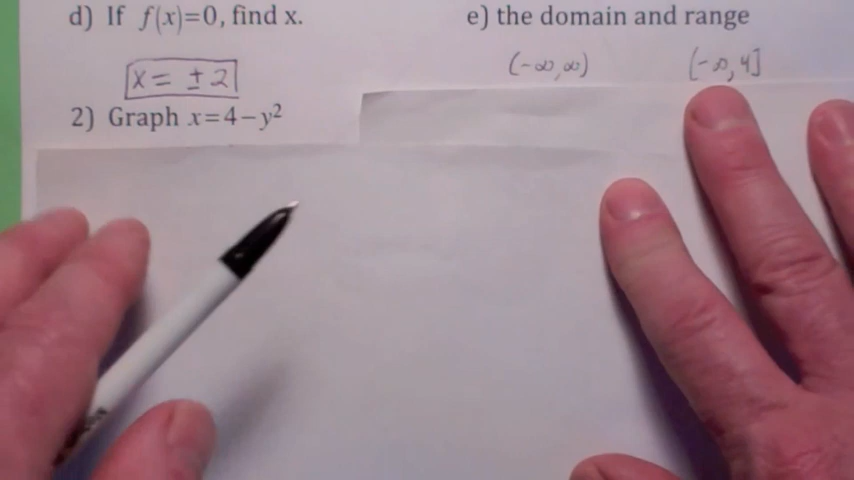 d) If f(x)=0, find x.
x = ±2
e) the domain and range
(-∞,∞) (-∞,4]
2) Graph x=4−y²